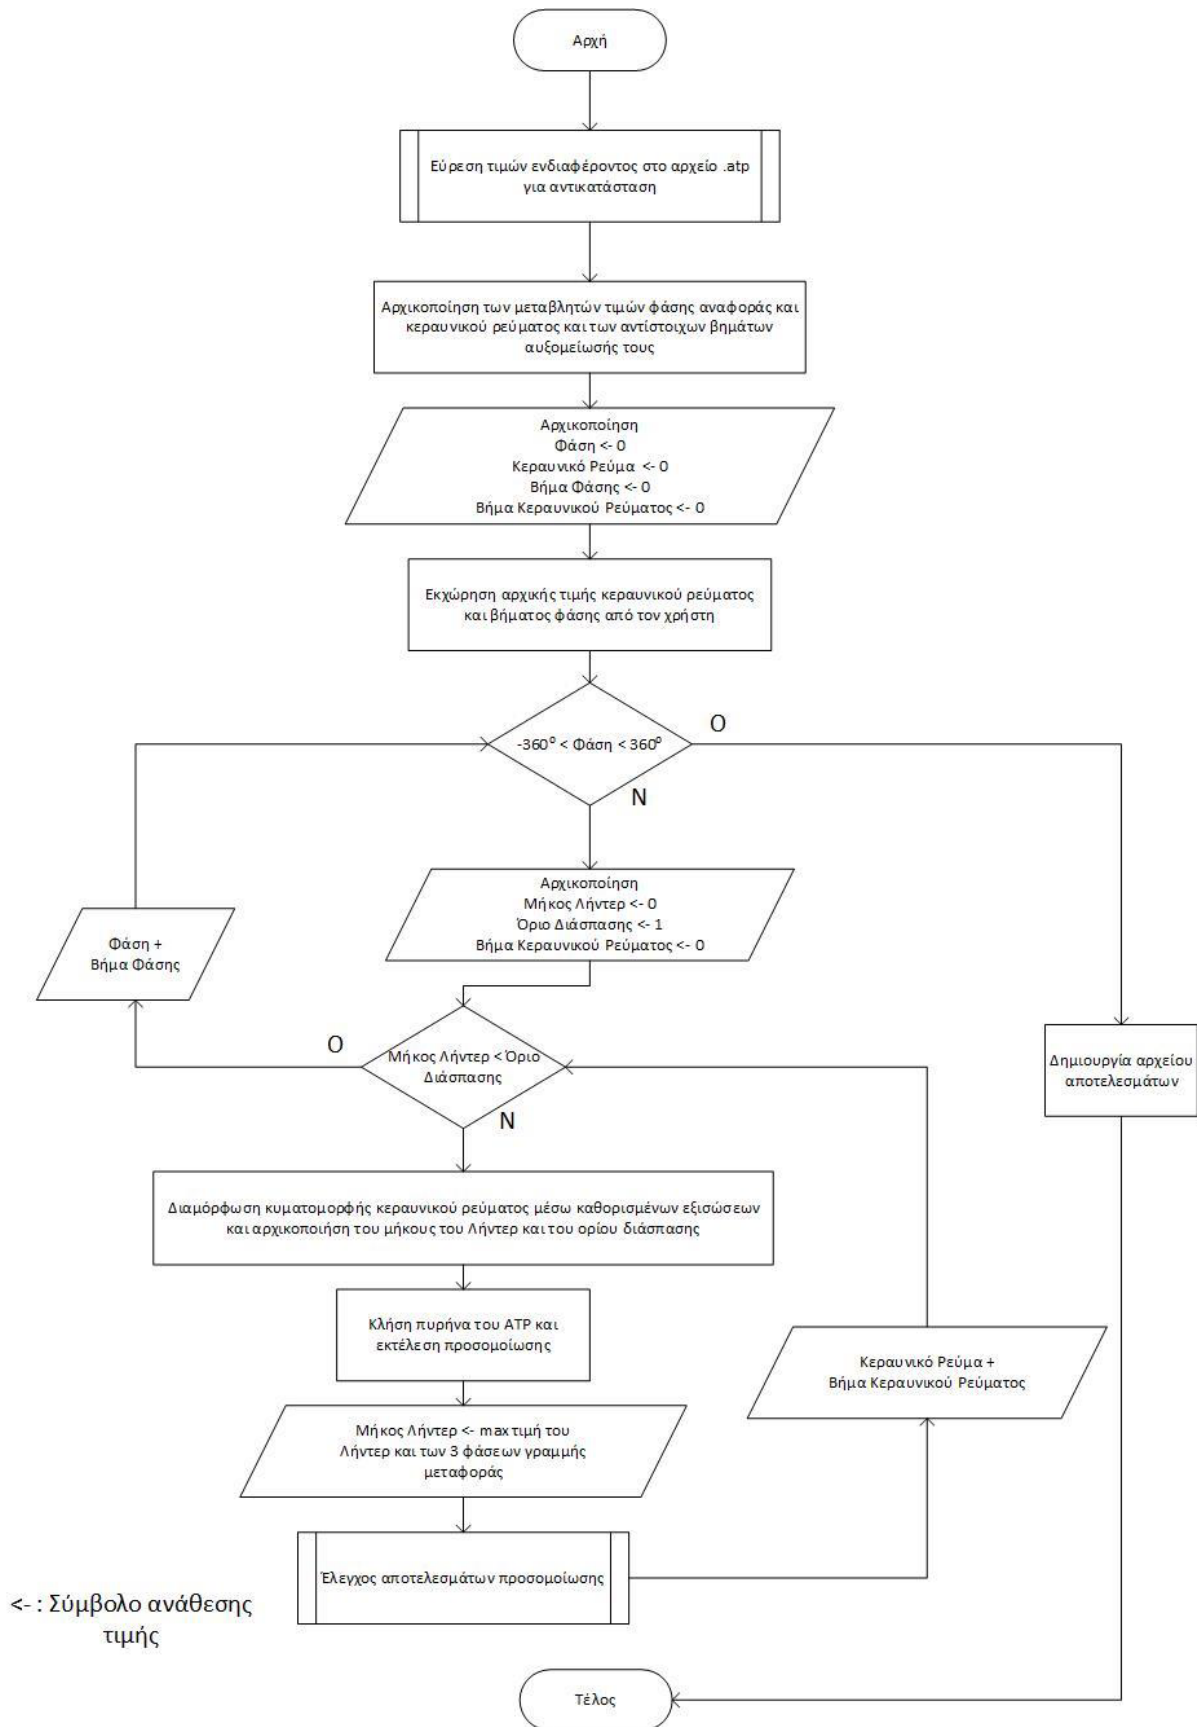 Αρχή
Εύρεση τιμών ενδιαφέροντος στο αρχείο .atp
για αντικατάσταση
Αρχικοποίηση των μεταβλητών τιμών φάσης αναφοράς και
κεραυνικού ρεύματος και των αντίστοιχων βημάτων
αυξομείωσής τους
Αρχικοποίηση
Φάση <- 0
Κεραυνικό Ρεύμα <- 0
Βήμα Φάσης <- 0
Βήμα Κεραυνικού Ρεύματος <- 0
Εκχώρηση αρχικής τιμής κεραυνικού ρεύματος
και βήματος φάσης από τον χρήστη
-360⁰ < Φάση < 360⁰
Ο
Ν
Αρχικοποίηση
Μήκος Λήντερ <- 0
Όριο Διάσπασης <- 1
Βήμα Κεραυνικού Ρεύματος <- 0
Φάση +
Βήμα Φάσης
Ο
Μήκος Λήντερ < Όριο
Διάσπασης
Ν
Δημιουργία αρχείου
αποτελεσμάτων
Διαμόρφωση κυματομορφής κεραυνικού ρεύματος μέσω καθορισμένων εξισώσεων
και αρχικοποιήση του μήκους του Λήντερ και του ορίου διάσπασης
Κλήση πυρήνα του ATP και
εκτέλεση προσομοίωσης
Κεραυνικό Ρεύμα +
Βήμα Κεραυνικού Ρεύματος
Μήκος Λήντερ <- max τιμή του
Λήντερ και των 3 φάσεων γραμμής
μεταφοράς
Έλεγχος αποτελεσμάτων προσομοίωσης
<- : Σύμβολο ανάθεσης
τιμής
Τέλος